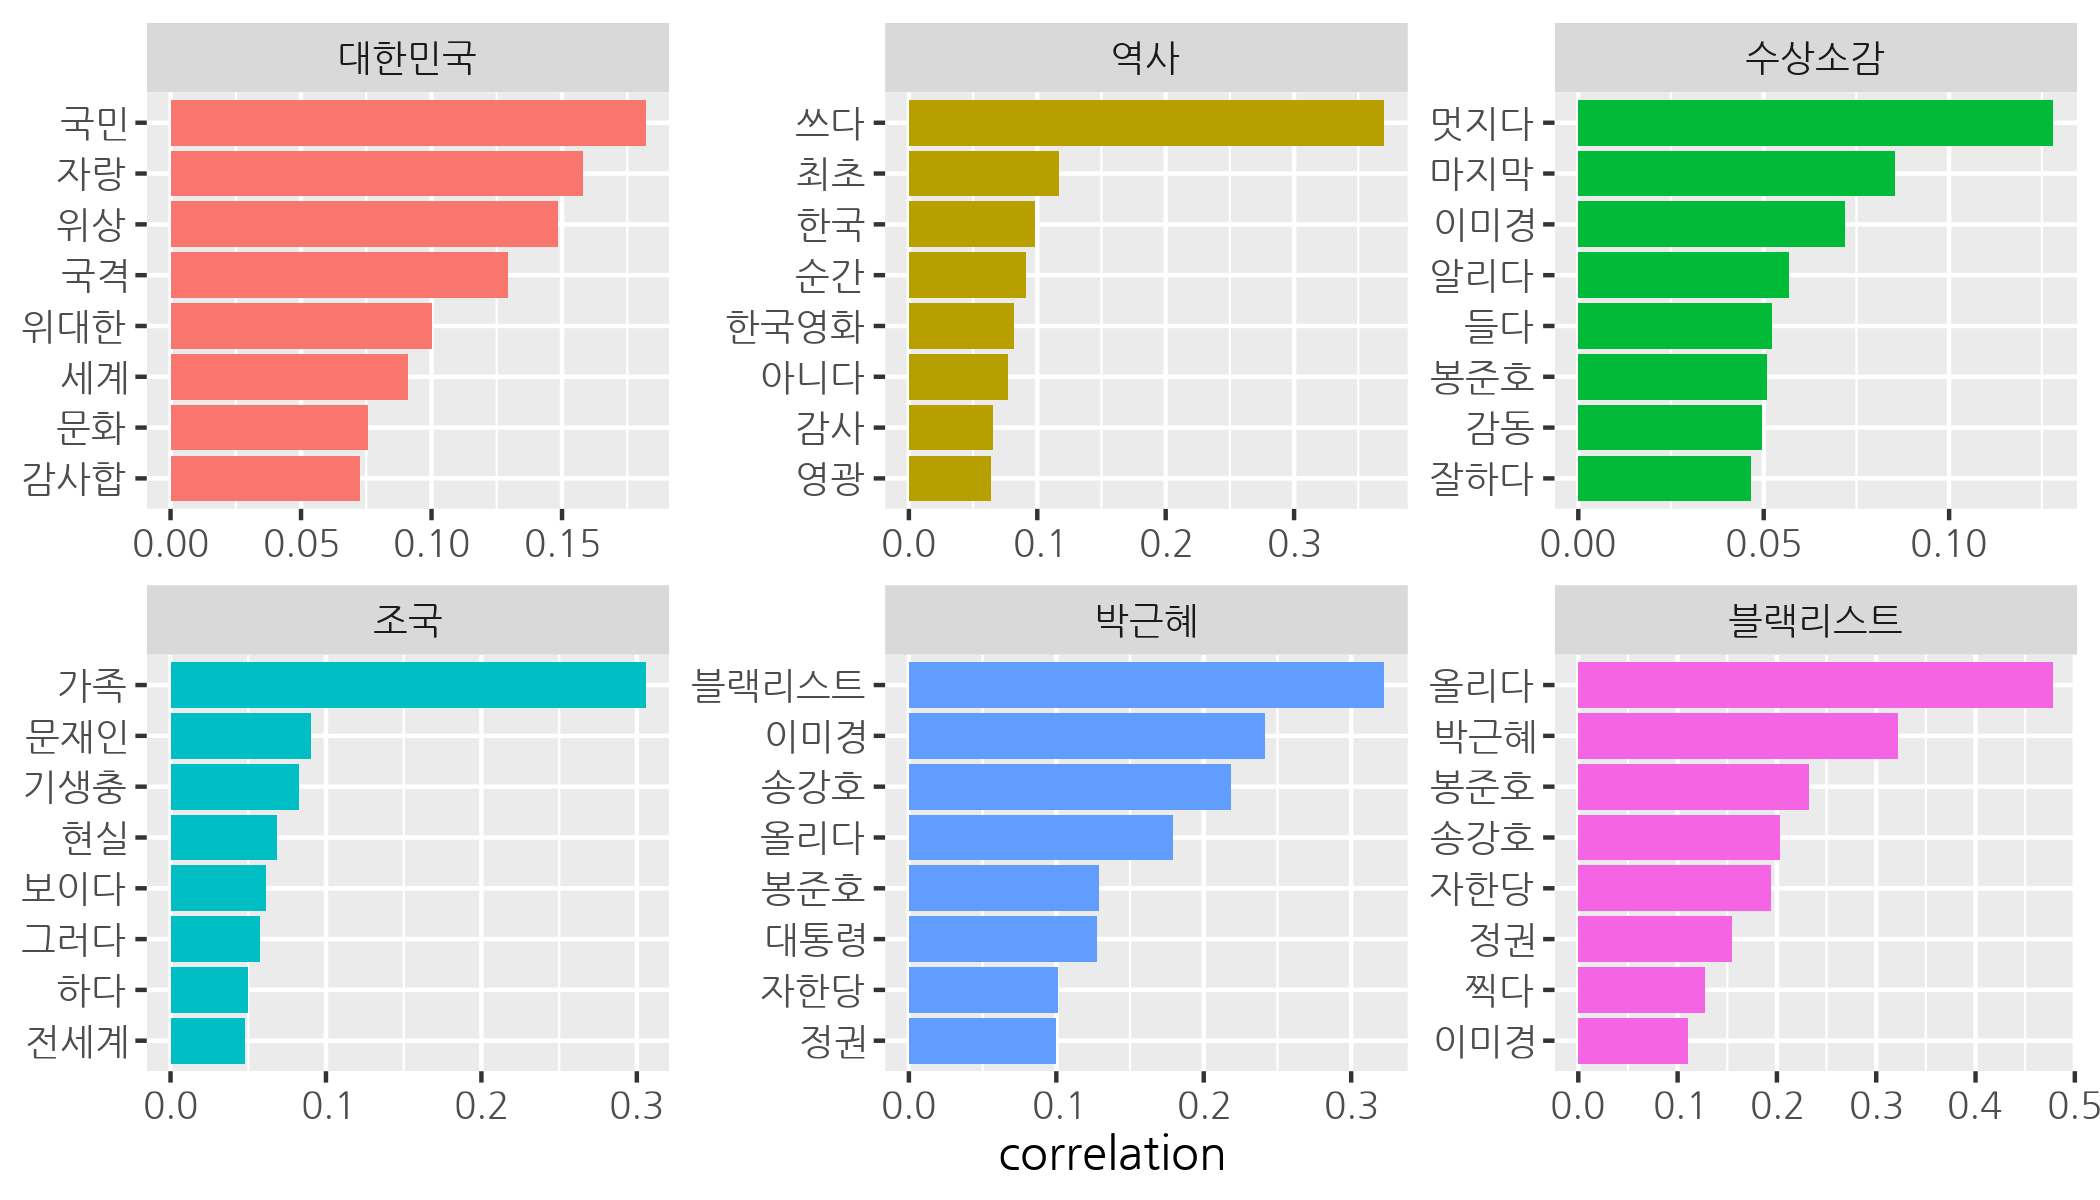 대한민국
국민
자랑
위상
국격
위대한
세계
문화
감사합
0.00 0.05 0.10 0.15
역사
쓰다
최초
한국
순간
한국영화
아니다
감사
영광
0.0 0.1 0.2 0.3
수상소감
멋지다
마지막
이미경
알리다
들다
봉준호
감동
잘하다
0.00 0.05 0.10
조국
가족
문재인
기생충
현실
보이다
그러다
하다
전세계
0.0 0.1 0.2 0.3
박근혜
블랙리스트
이미경
송강호
올리다
봉준호
대통령
자한당
정권
0.0 0.1 0.2 0.3
블랙리스트
올리다
박근혜
봉준호
송강호
자한당
정권
찍다
이미경
0.0 0.1 0.2 0.3 0.4 0.5
correlation